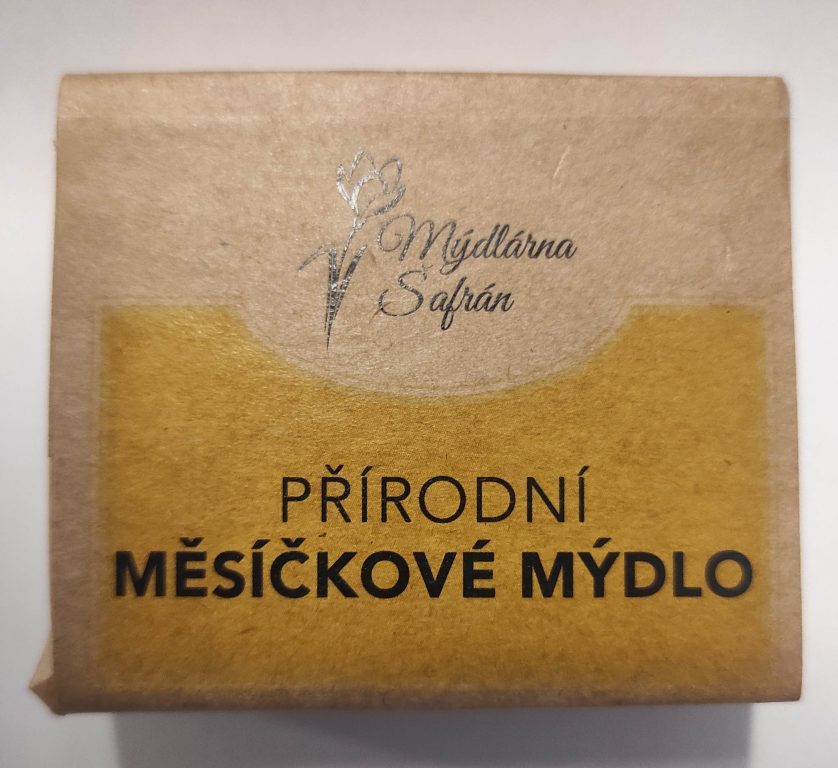 Mýdlárna
Šafrán
PŘÍRODNÍ
MĚSÍČKOVÉ MÝDLO